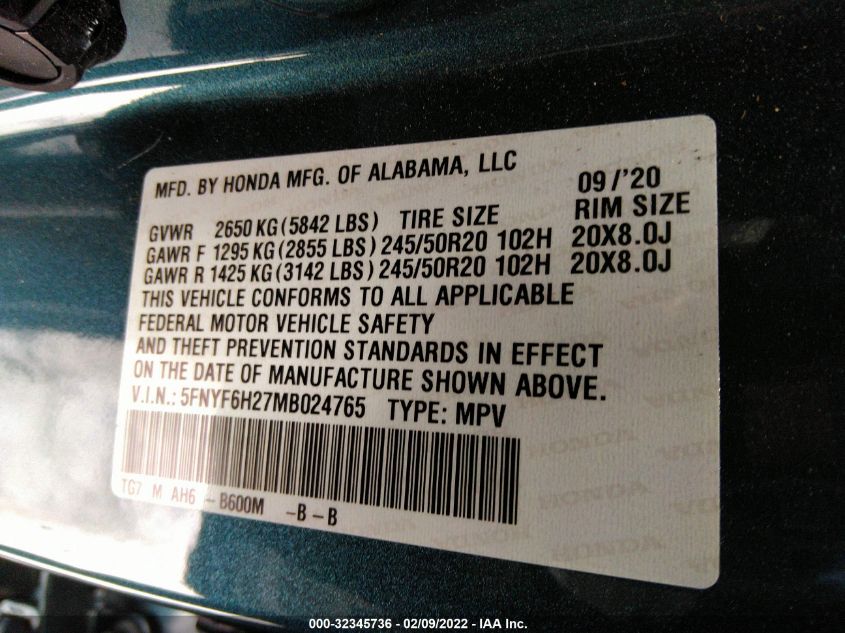 MFD. BY HONDA MFG. OF ALABAMA, LLC 09/'20
GVWR 2650 KG (5842 LBS) TIRE SIZE RIM SIZE
GAWR F 1295 KG (2855 LBS) 245/50R20 102H 20X8.0J
GAWR R 1425 KG (3142 LBS) 245/50R20 102H 20X8.0J
THIS VEHICLE CONFORMS TO ALL APPLICABLE
FEDERAL MOTOR VEHICLE SAFETY
AND THEFT PREVENTION STANDARDS IN EFFECT
ON THE DATE OF MANUFACTURE SHOWN ABOVE.
V.I.N.: 5FNYF6H27MB024765 TYPE: MPV
TG7 M AH6 - B600M -B-B
000-32345736 - 02/09/2022 - IAA Inc.